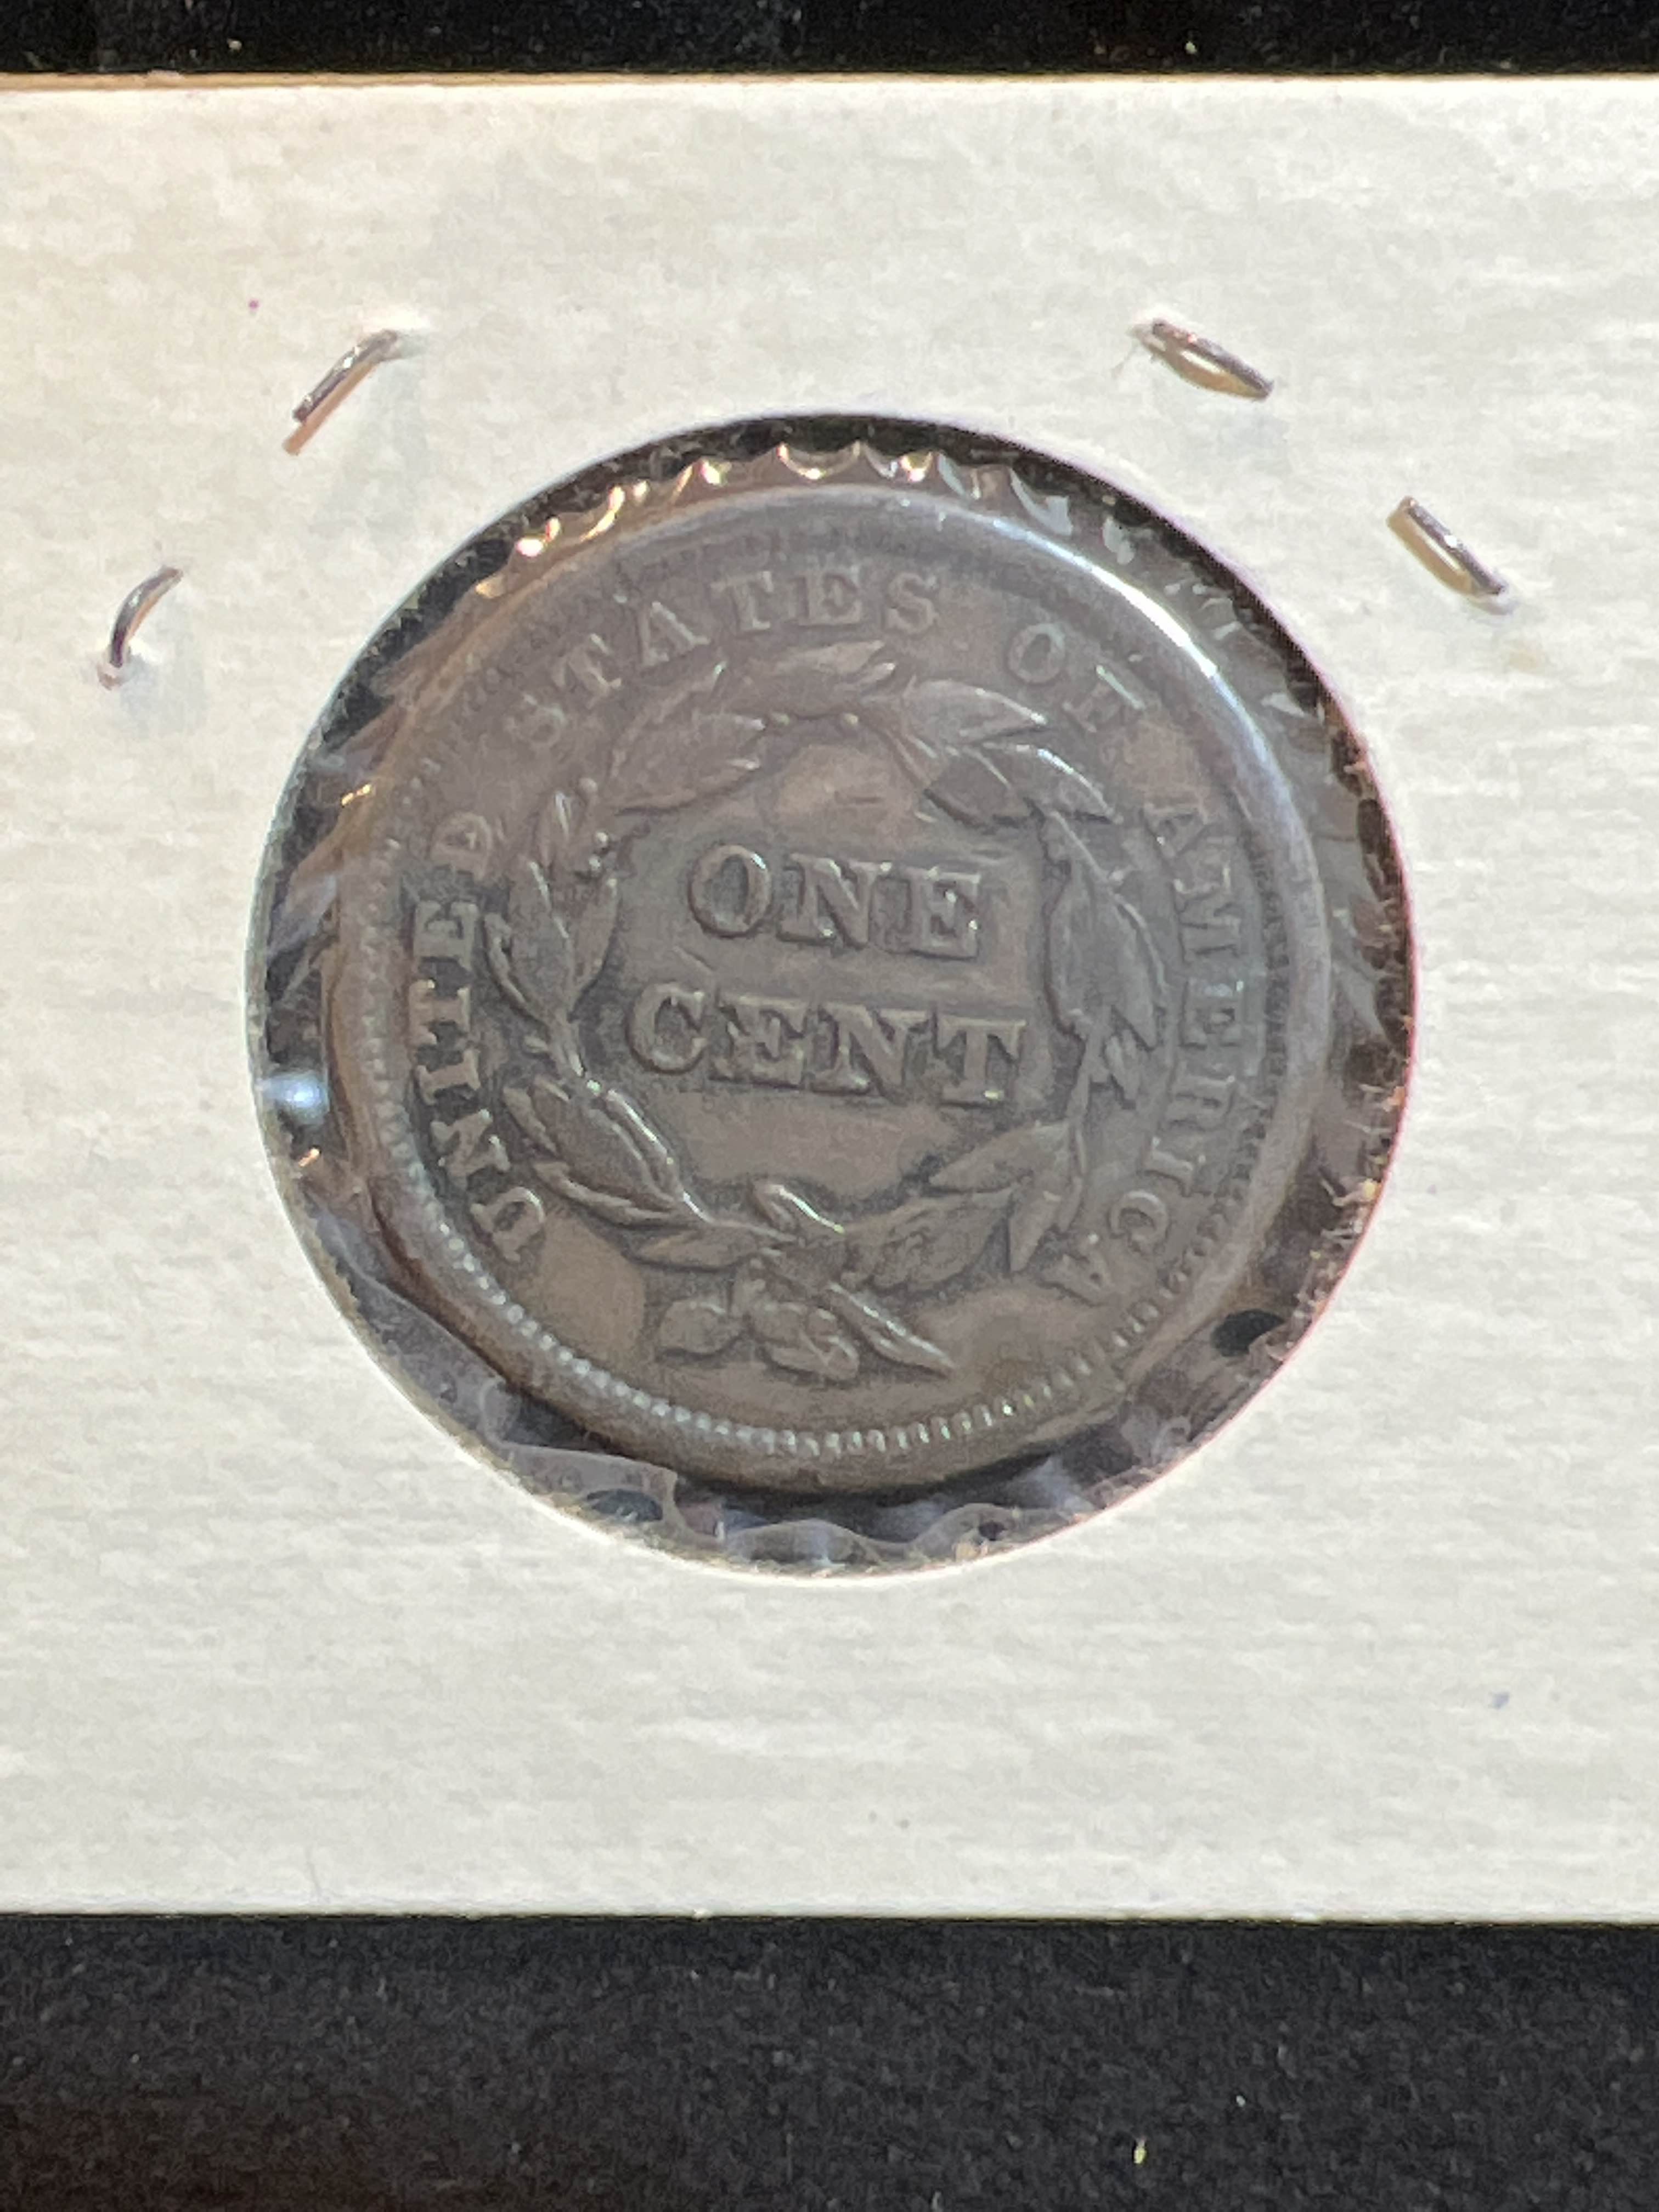 UNITED STATES OF AMERICA
ONE
CENT